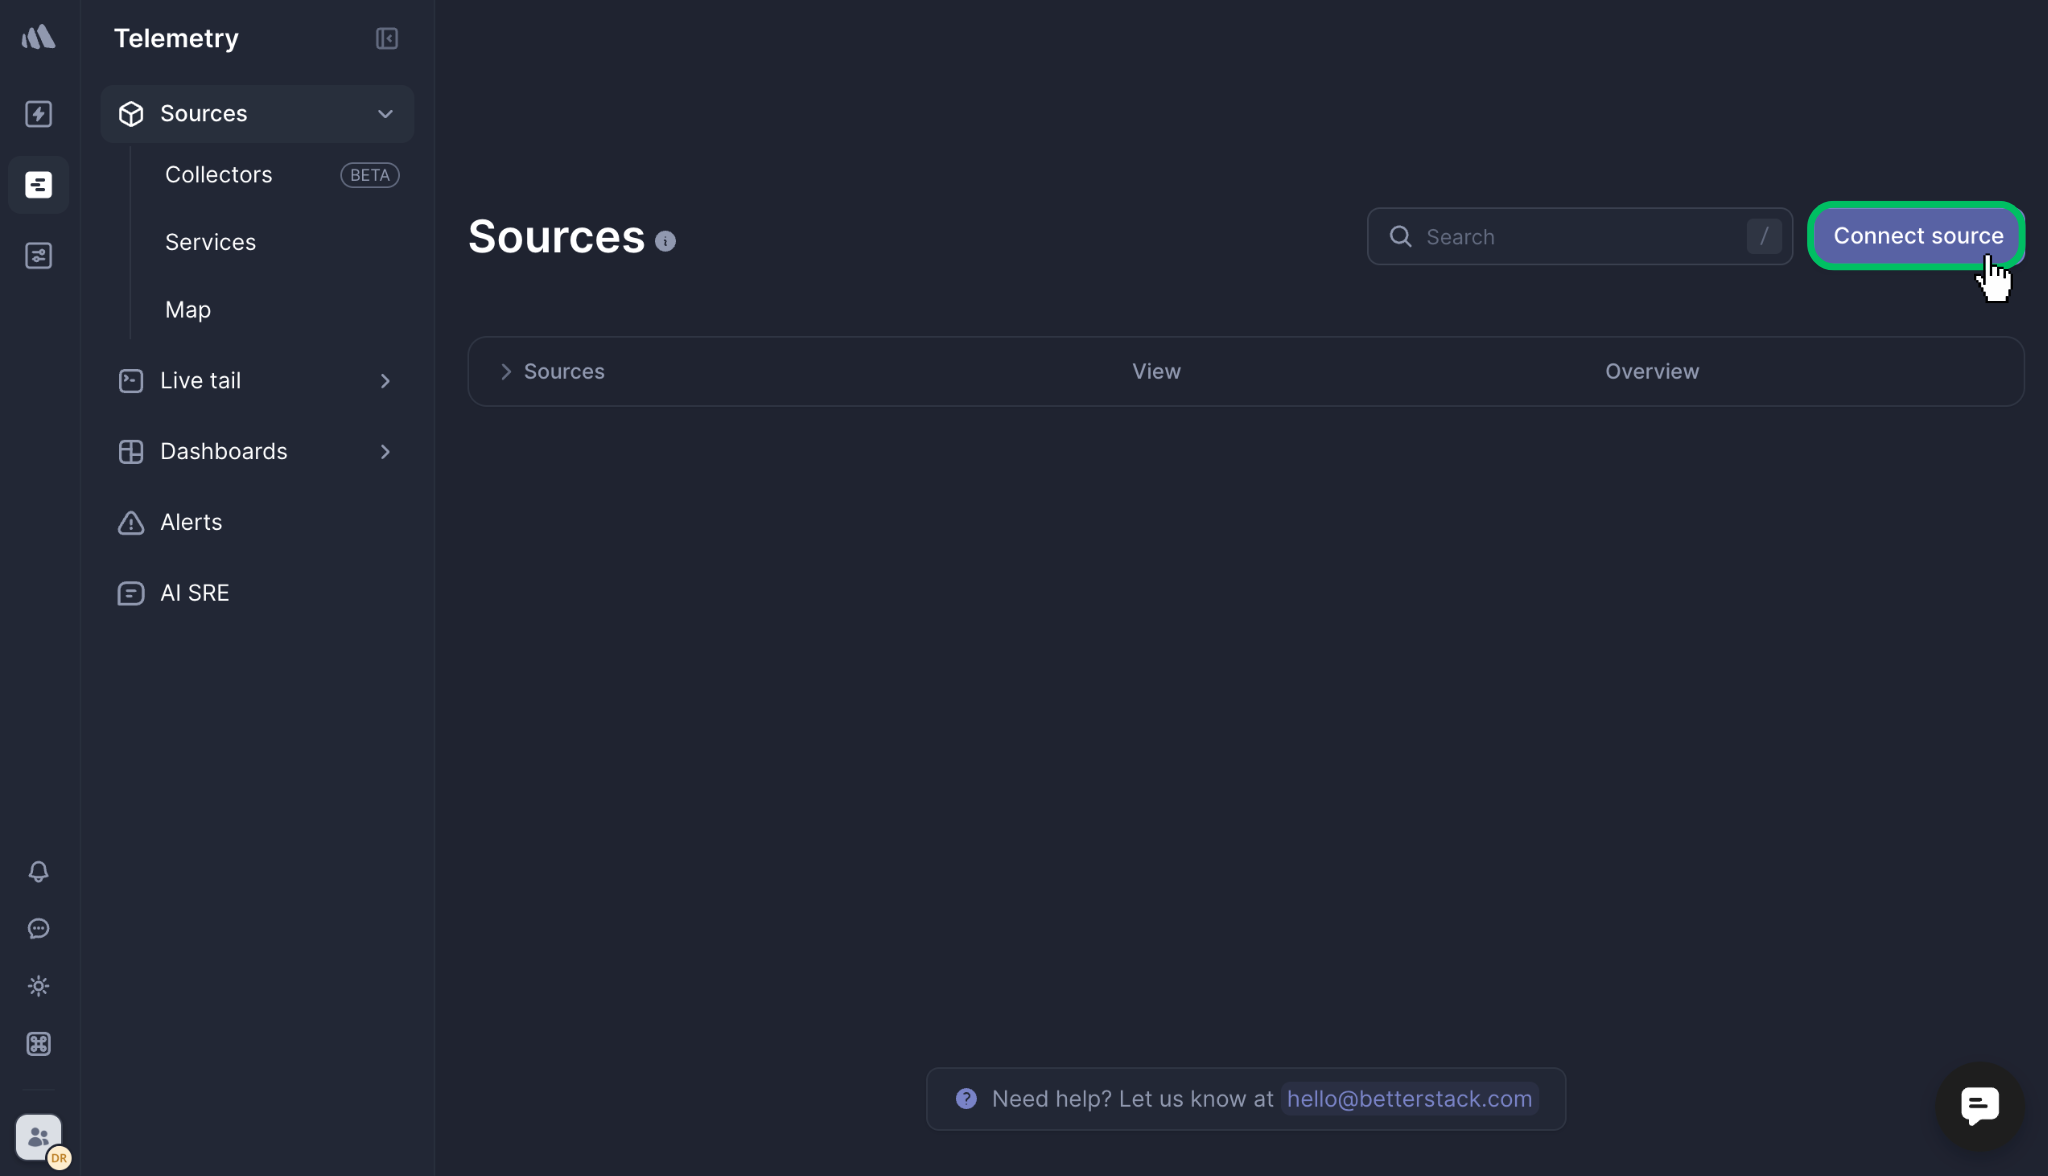 Telemetry
Sources
Collectors BETA
Services
Map
Live tail
Dashboards
Alerts
AI SRE
DR
Sources
Search /
Connect source
Sources View Overview
Need help? Let us know at hello@betterstack.com